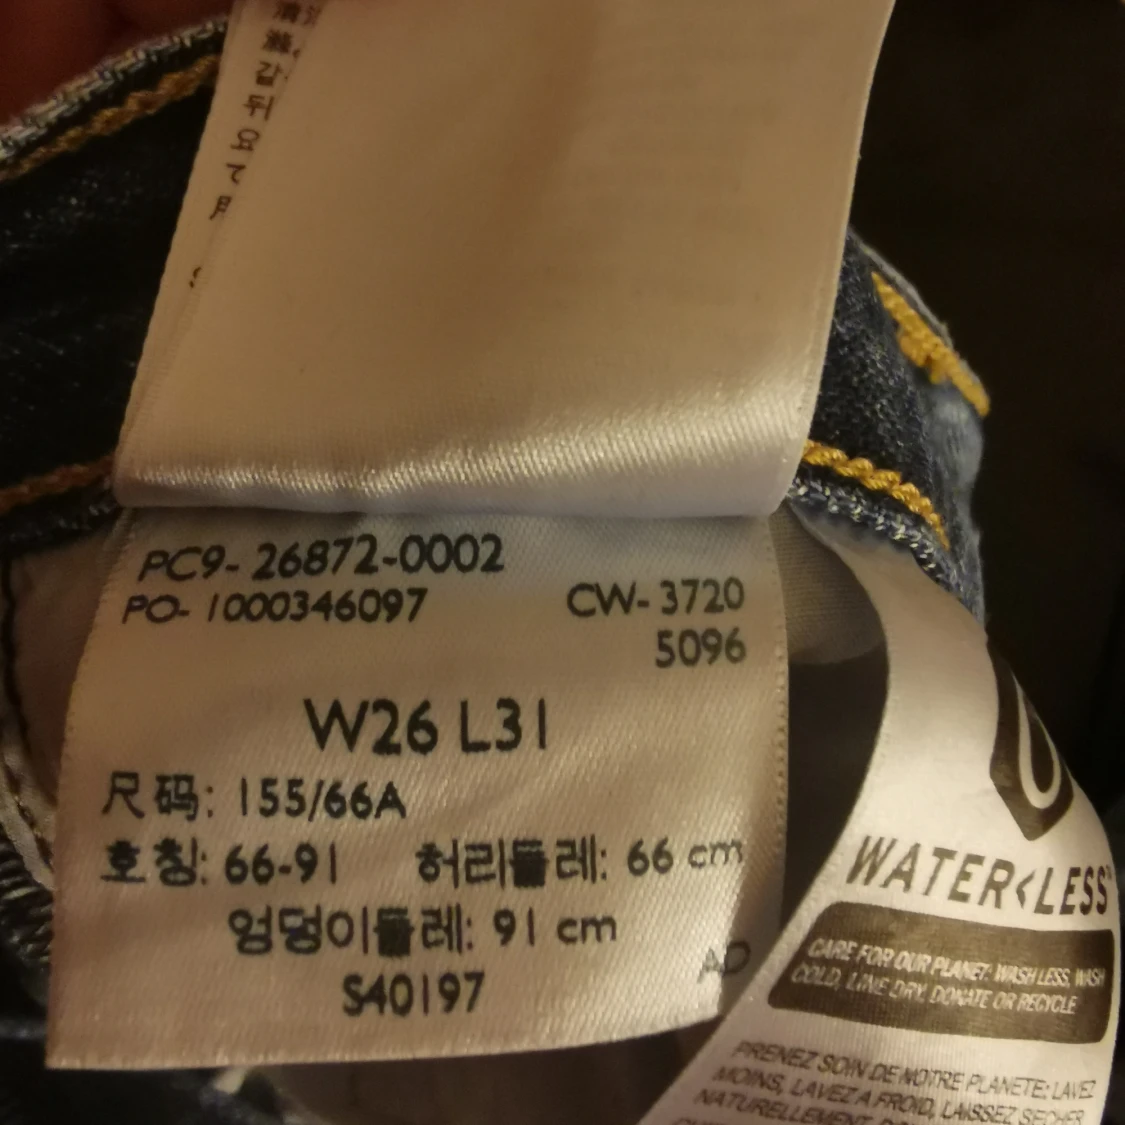 PC9- 26872-0002
PO- 1000346097 CW- 3720
5096
W26 L31
尺码: 155/66A
호칭: 66-91 허리둘레: 66 cm
엉덩이둘레: 91 cm
AD
S40197
WATER<LESS™
CARE FOR OUR PLANET: WASH LESS, WASH
COLD, LINE DRY, DONATE OR RECYCLE
PRENEZ SOIN DE NOTRE PLANETE: LAVEZ
MOINS, LAVEZ A FROID, LAISSEZ SECHER
NATURELLEMENT,